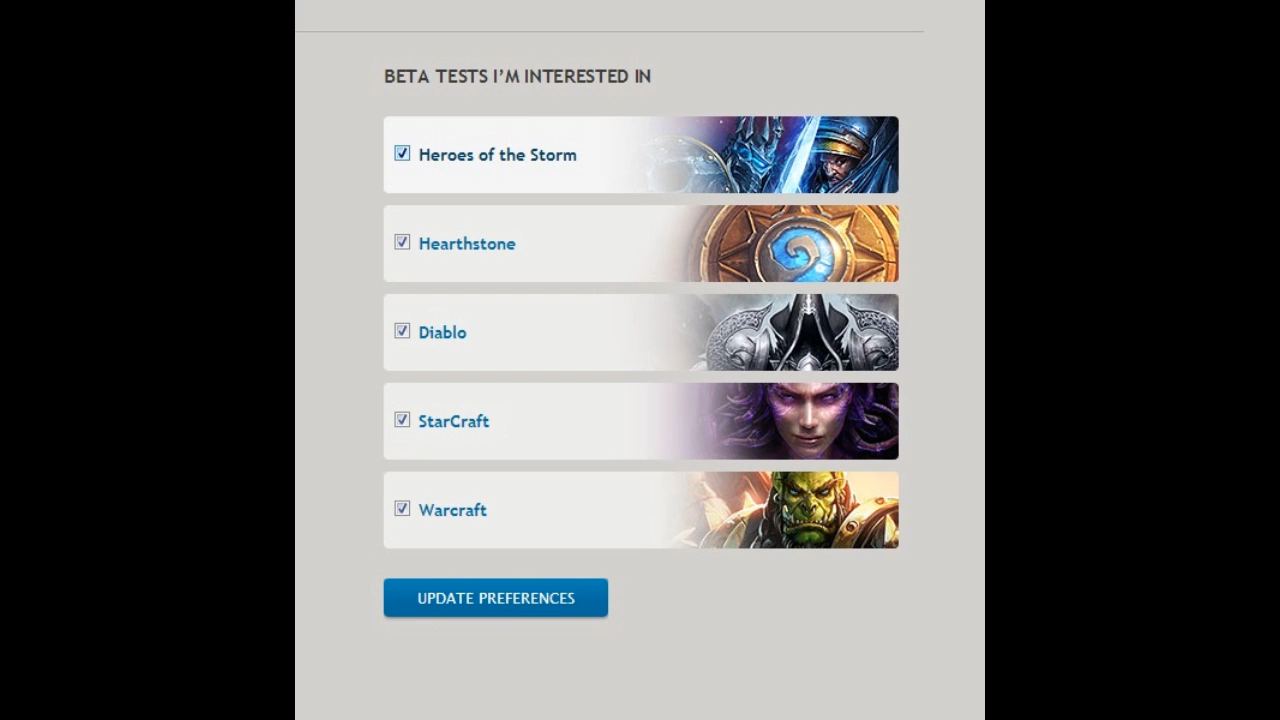 BETA TESTS I’M INTERESTED IN
Heroes of the Storm
Hearthstone
Diablo
StarCraft
Warcraft
UPDATE PREFERENCES